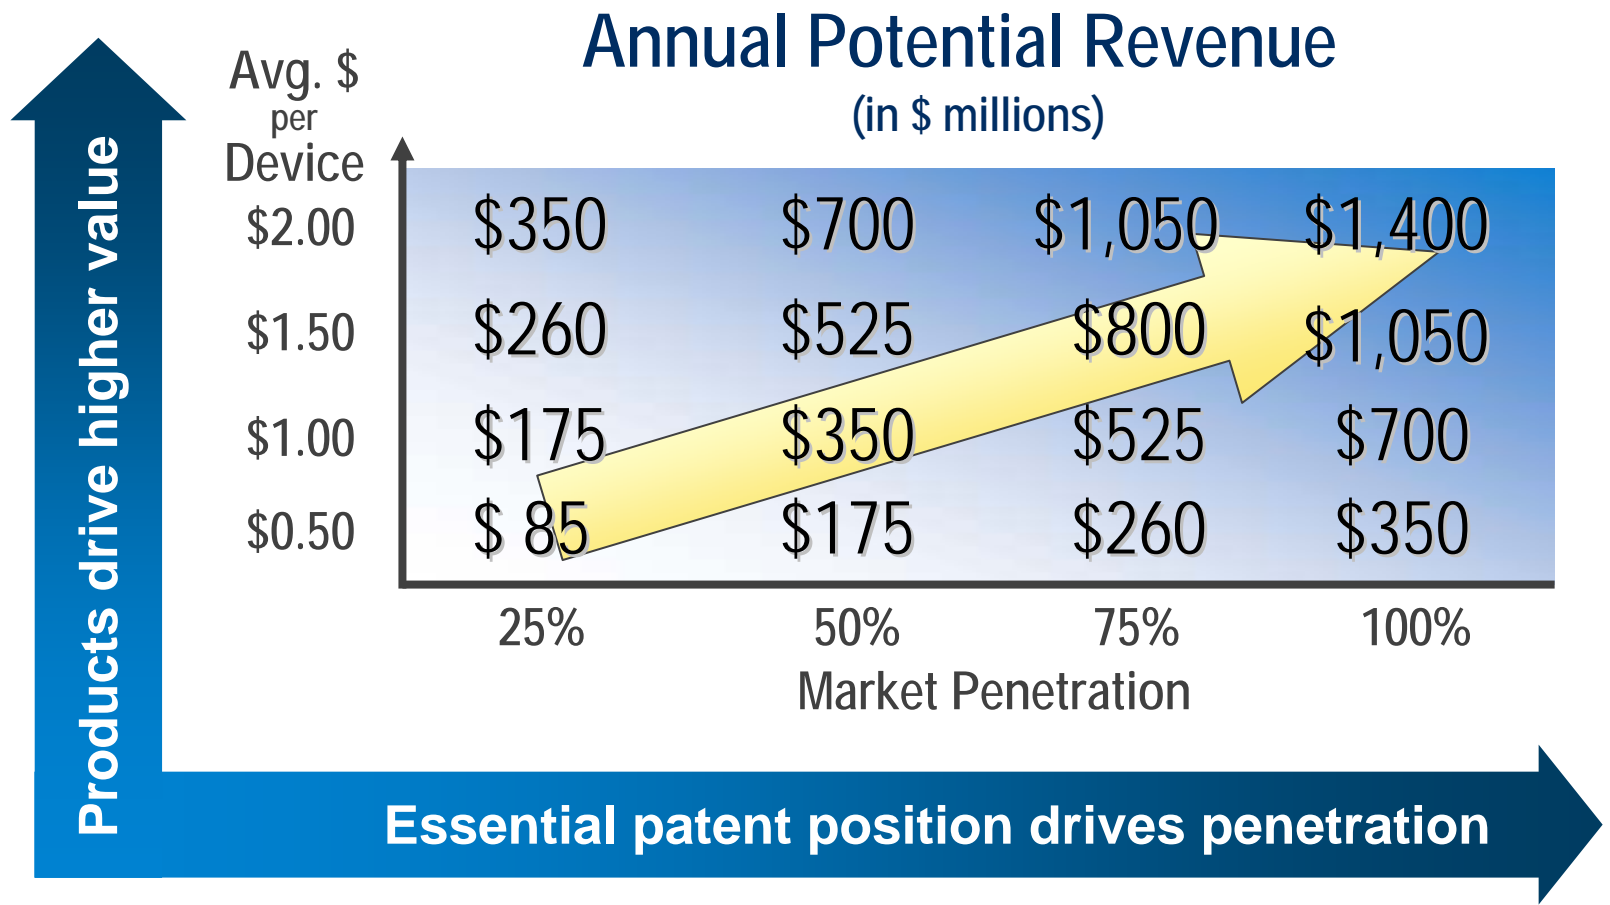 Annual Potential Revenue
(in $ millions)
Avg. $
per
Device
$2.00 $350 $700 $1,050 $1,400
$1.50 $260 $525 $800 $1,050
$1.00 $175 $350 $525 $700
$0.50 $ 85 $175 $260 $350
25% 50% 75% 100%
Market Penetration
Products drive higher value
Essential patent position drives penetration